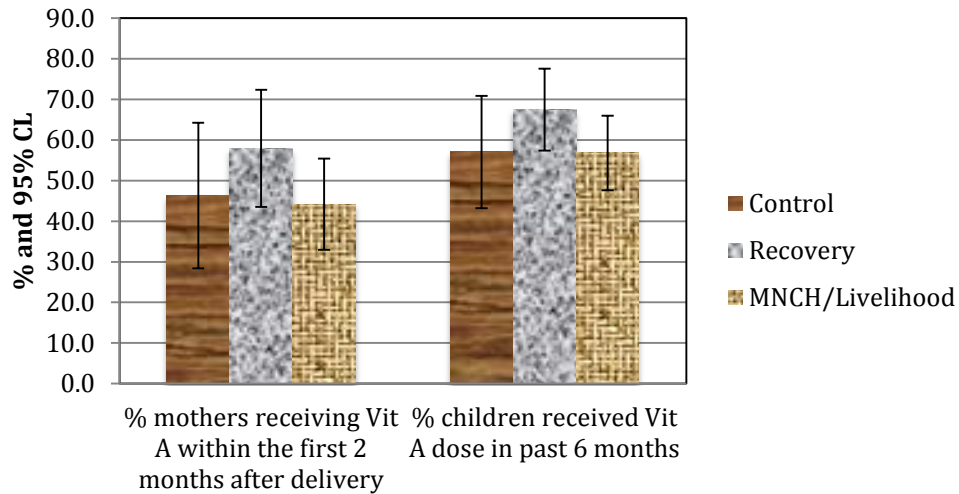 90.0
80.0
70.0
60.0
50.0
40.0
30.0
20.0
10.0
0.0
% and 95% CL
% mothers receiving Vit
A within the first 2
months after delivery
% children received Vit
A dose in past 6 months
Control
Recovery
MNCH/Livelihood